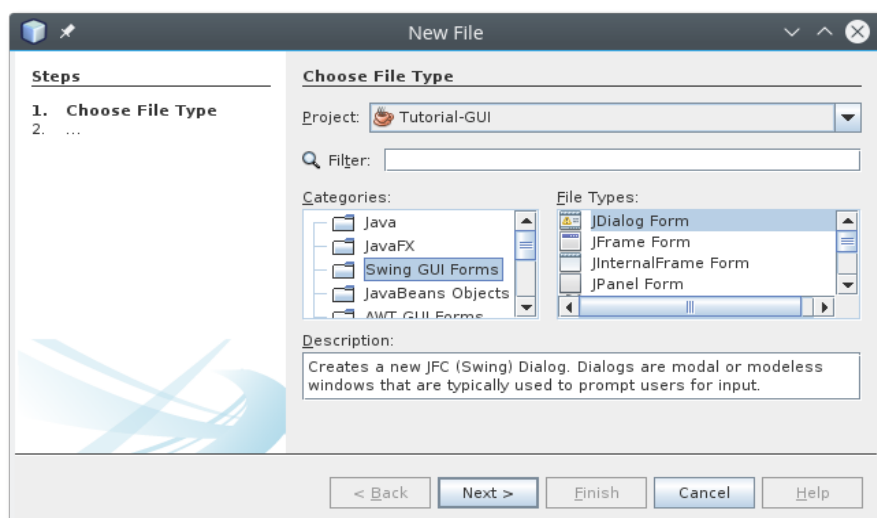 New File
Steps
1. Choose File Type
2. ...
Choose File Type
Project: Tutorial-GUI
Filter:
Categories:
Java
JavaFX
Swing GUI Forms
JavaBeans Objects
AWT GUI Forms
File Types:
JDialog Form
JFrame Form
JInternalFrame Form
JPanel Form
Description:
Creates a new JFC (Swing) Dialog. Dialogs are modal or modeless
windows that are typically used to prompt users for input.
< Back
Next >
Finish
Cancel
Help